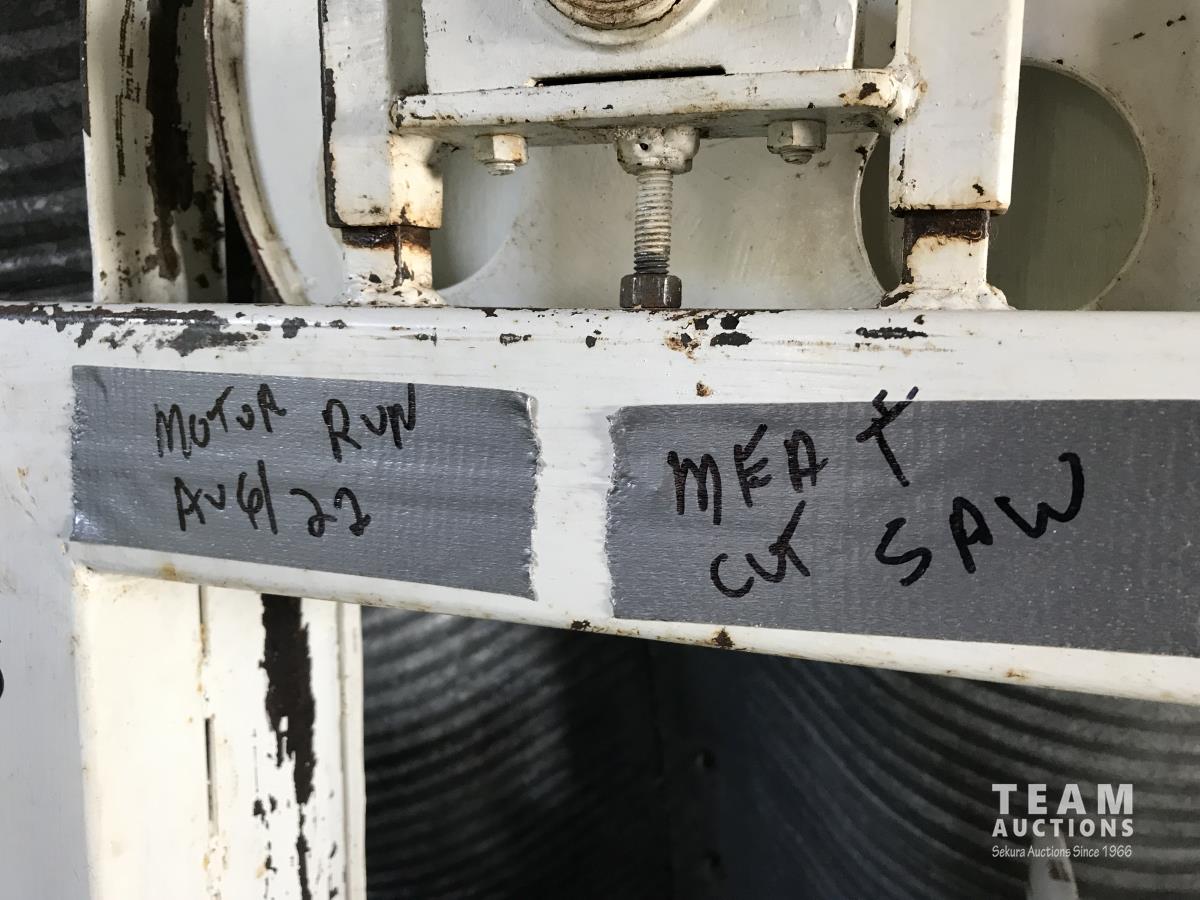 MOTOR RUN
AUG/22
MEAT
CUT SAW
TEAM
AUCTIONS
Sekura Auctions Since 1966